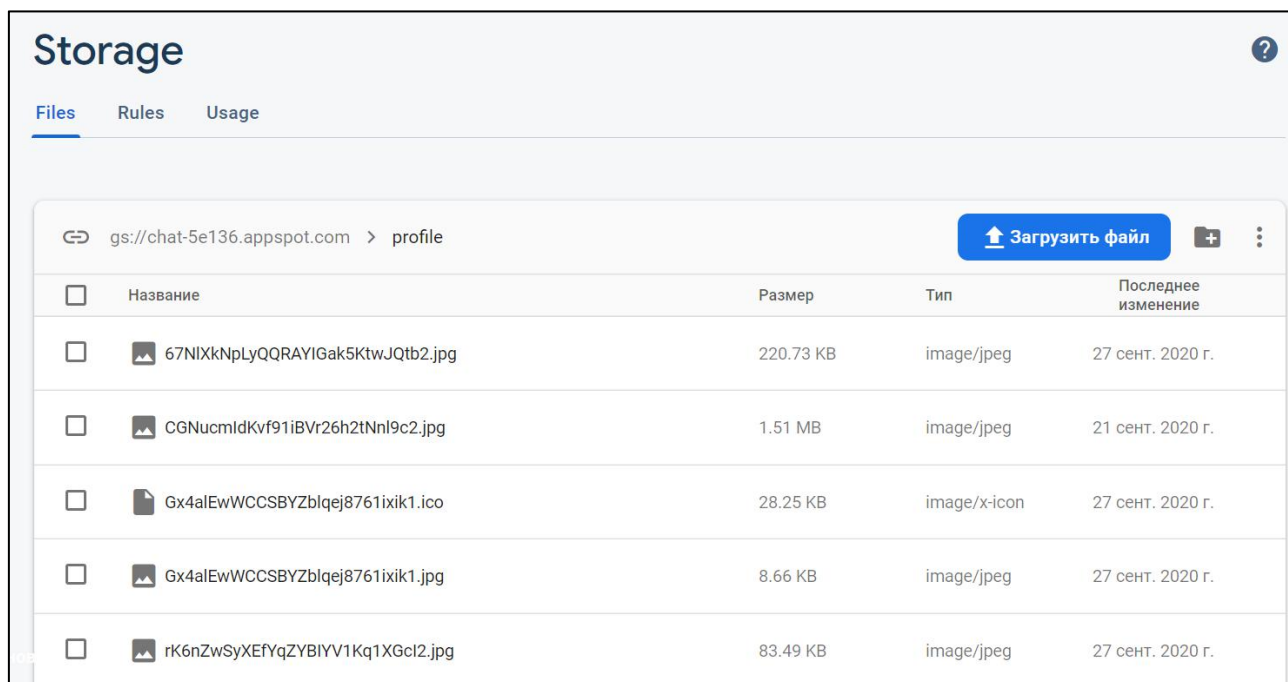 Storage
Files Rules Usage
gs://chat-5e136.appspot.com > profile Загрузить файл
Название Размер Тип Последнее изменение
67NlXkNpLyQQRAYIGak5KtwJQtb2.jpg 220.73 KB image/jpeg 27 сент. 2020 г.
CGNucmIdKvf91iBVr26h2tNnl9c2.jpg 1.51 MB image/jpeg 21 сент. 2020 г.
Gx4alEwWCCSBYZblqej8761ixik1.ico 28.25 KB image/x-icon 27 сент. 2020 г.
Gx4alEwWCCSBYZblqej8761ixik1.jpg 8.66 KB image/jpeg 27 сент. 2020 г.
rK6nZwSyXEfYqZYBIYV1Kq1XGcI2.jpg 83.49 KB image/jpeg 27 сент. 2020 г.